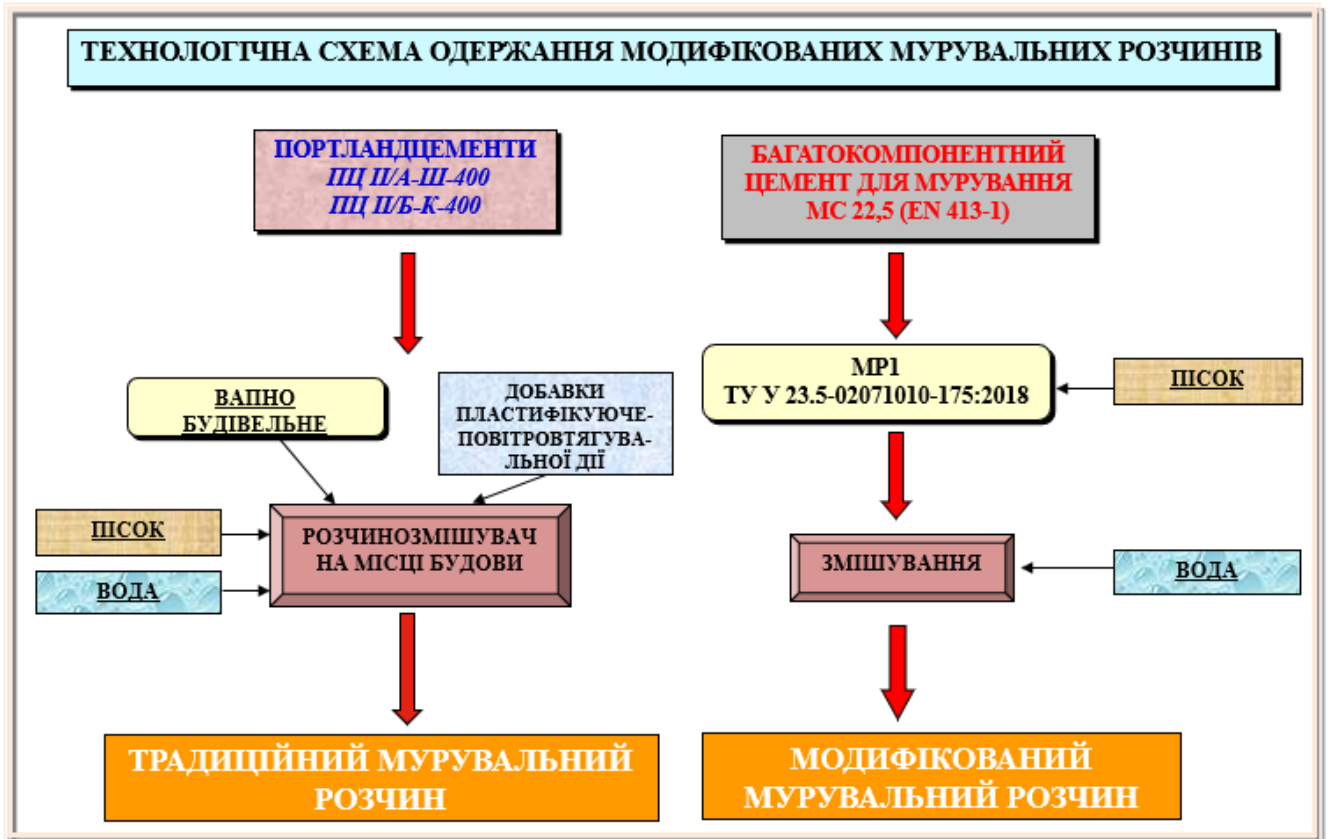 ТЕХНОЛОГІЧНА СХЕМА ОДЕРЖАННЯ МОДИФІКОВАНИХ МУРУВАЛЬНИХ РОЗЧИНІВ
ПОРТЛАНДЦЕМЕНТИ
ПЦ ІІ/А-Ш-400
ПЦ ІІ/Б-К-400
ВАПНО
БУДІВЕЛЬНЕ
ДОБАВКИ
ПЛАСТИФІКУЮЧЕ-
ПОВІТРОВТЯГУВА-
ЛЬНОЇ ДІЇ
ПІСОК
ВОДА
РОЗЧИНОЗМІШУВАЧ
НА МІСЦІ БУДОВИ
ТРАДИЦІЙНИЙ МУРУВАЛЬНИЙ
РОЗЧИН
БАГАТОКОМПОНЕНТНИЙ
ЦЕМЕНТ ДЛЯ МУРУВАННЯ
МС 22,5 (EN 413-1)
МР1
ТУ У 23.5-02071010-175:2018
ПІСОК
ЗМІШУВАННЯ
ВОДА
МОДИФІКОВАНИЙ
МУРУВАЛЬНИЙ РОЗЧИН